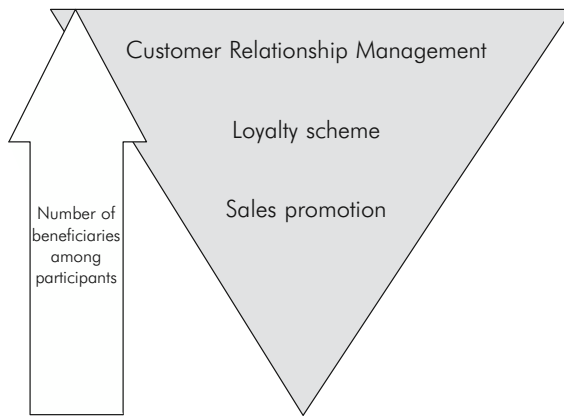 Customer Relationship Management
Loyalty scheme
Sales promotion
Number of
beneficiaries
among
participants